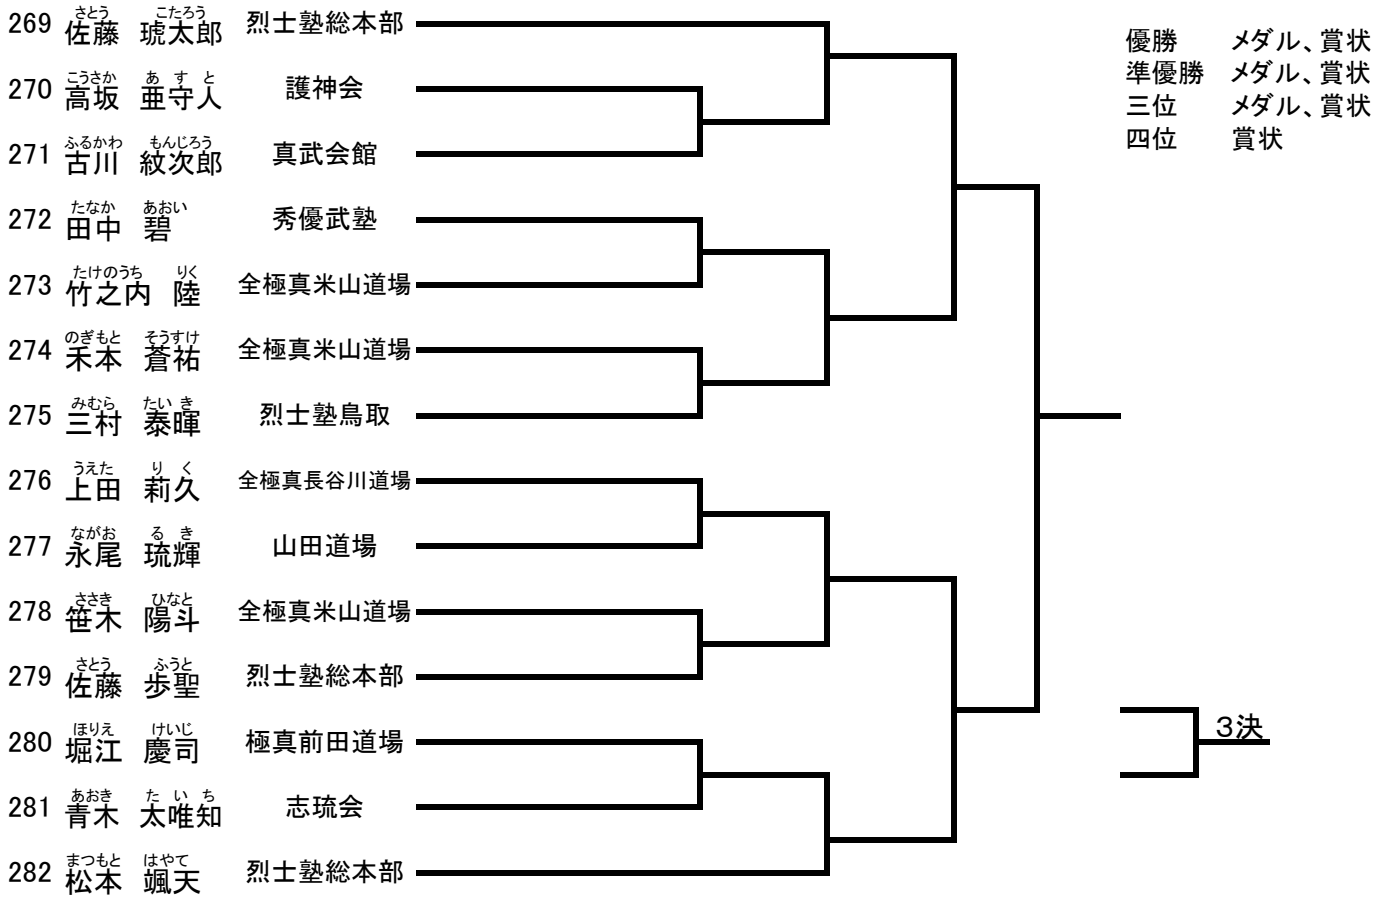 さとう こたろう
269 佐藤 琥太郎 烈士塾総本部
こうさか あすと
270 高坂 亜守人 護神会
ふるかわ もんじろう
271 古川 紋次郎 真武会館
たなか あおい
272 田中 碧 秀優武塾
たけのうち りく
273 竹之内 陸 全極真米山道場
のぎもと そうすけ
274 禾本 蒼祐 全極真米山道場
みむら たいき
275 三村 泰暉 烈士塾鳥取
うえた りく
276 上田 莉久 全極真長谷川道場
ながお るき
277 永尾 琉輝 山田道場
ささき ひなと
278 笹木 陽斗 全極真米山道場
さとう ふうと
279 佐藤 歩聖 烈士塾総本部
ほりえ けいじ
280 堀江 慶司 極真前田道場
あおき たいち
281 青木 太唯知 志琉会
まつもと はやて
282 松本 颯天 烈士塾総本部
優勝 メダル、賞状
準優勝 メダル、賞状
三位 メダル、賞状
四位 賞状
３決